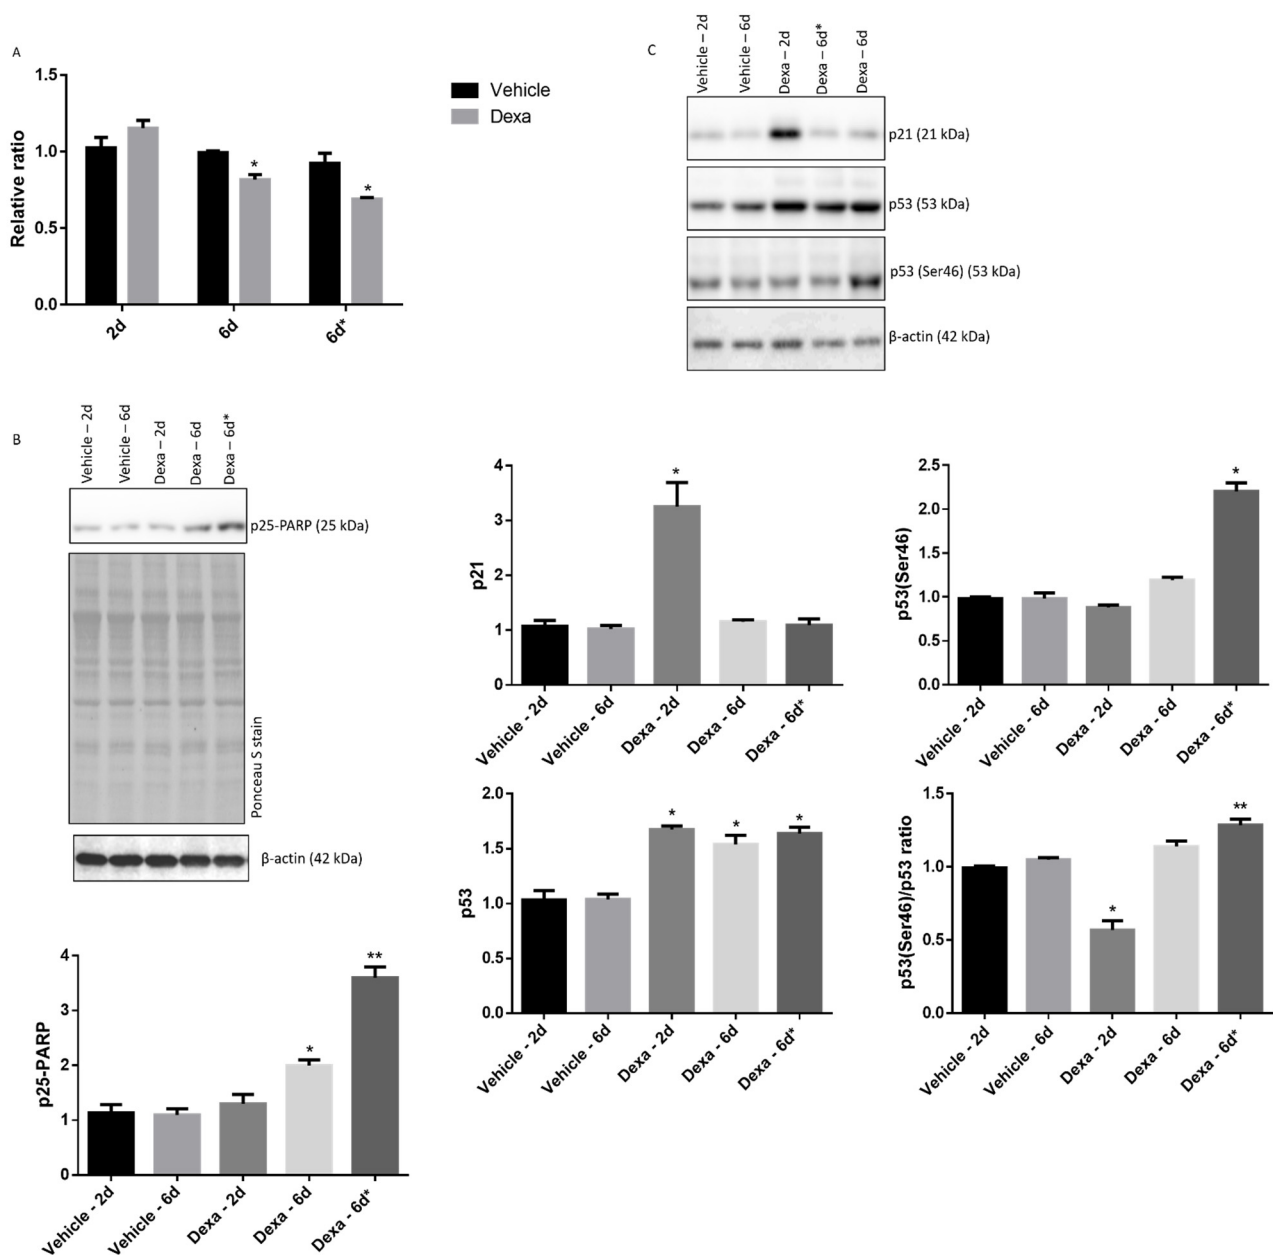 A
1.5
1.0
0.5
0.0
Relative ratio
*
*
2d
6d
6d*
Vehicle
Dexa
C
Vehicle – 2d
Vehicle – 6d
Dexa – 2d
Dexa – 6d*
Dexa – 6d
p21 (21 kDa)
p53 (53 kDa)
p53 (Ser46) (53 kDa)
β-actin (42 kDa)
B
Vehicle – 2d
Vehicle – 6d
Dexa – 2d
Dexa – 6d
Dexa – 6d*
p25-PARP (25 kDa)
Ponceau S stain
β-actin (42 kDa)
4
3
2
1
0
p25-PARP
*
**
Vehicle - 2d
Vehicle - 6d
Dexa - 2d
Dexa - 6d
Dexa - 6d*
4
3
2
1
0
p21
*
Vehicle - 2d
Vehicle - 6d
Dexa - 2d
Dexa - 6d
Dexa - 6d*
2.5
2.0
1.5
1.0
0.5
0.0
p53(Ser46)
*
Vehicle - 2d
Vehicle - 6d
Dexa - 2d
Dexa - 6d
Dexa - 6d*
2.0
1.5
1.0
0.5
0.0
p53
*
*
*
Vehicle - 2d
Vehicle - 6d
Dexa - 2d
Dexa - 6d
Dexa - 6d*
1.5
1.0
0.5
0.0
p53(Ser46)/p53 ratio
*
**
Vehicle - 2d
Vehicle - 6d
Dexa - 2d
Dexa - 6d
Dexa - 6d*